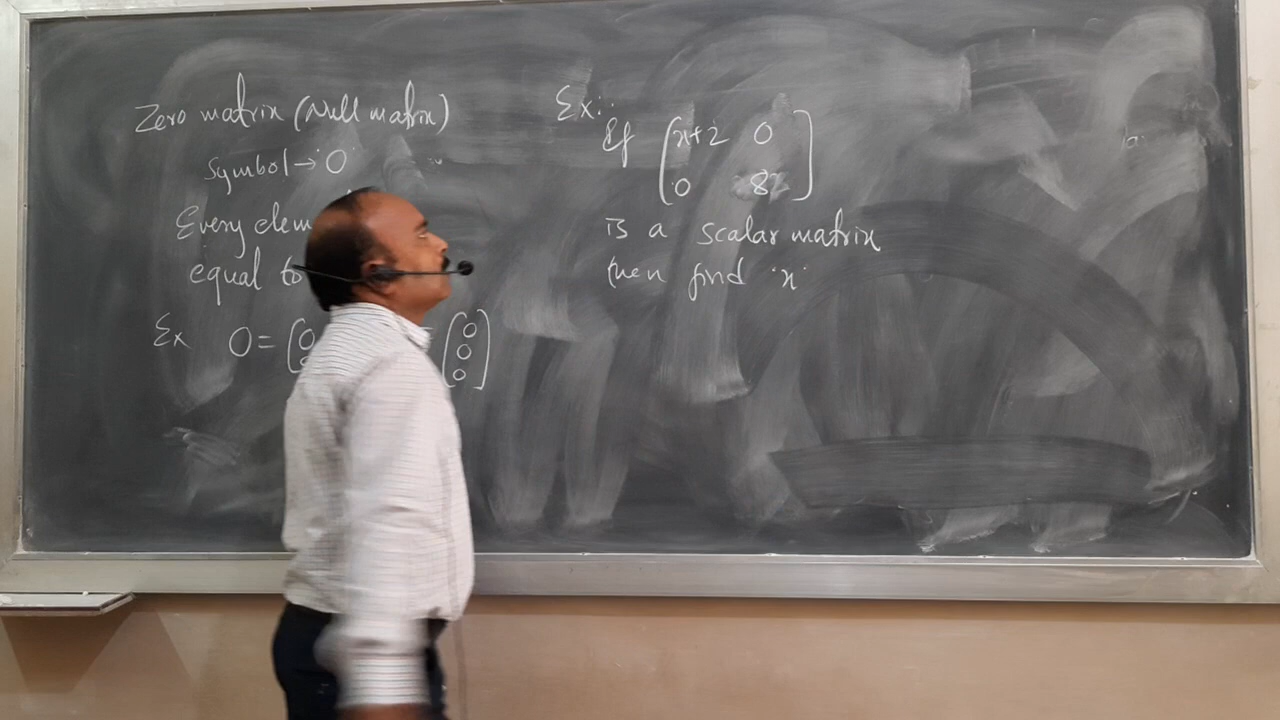 Zero matrix (Null matrix)
Symbol → 'O'
Every elem
equal to
Ex O = (0
0
0
0
Ex:
If [x+2 0
0 8]
is a scalar matrix
then find 'x'